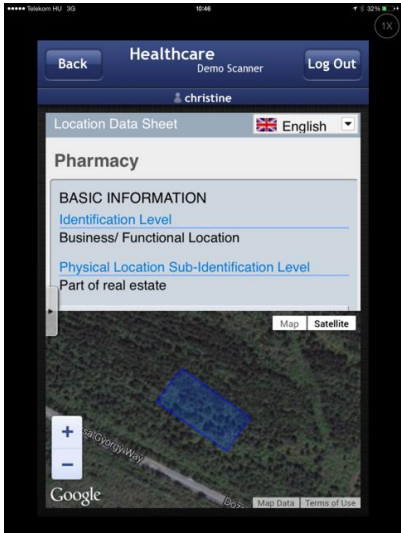 Telekom HU 3G 10:46 32%
1X
Back
Healthcare
Demo Scanner
Log Out
christine
Location Data Sheet
English
Pharmacy
BASIC INFORMATION
Identification Level
Business/ Functional Location
Physical Location Sub-Identification Level
Part of real estate
Map Satellite
+
−
Google
Map Data Terms of Use